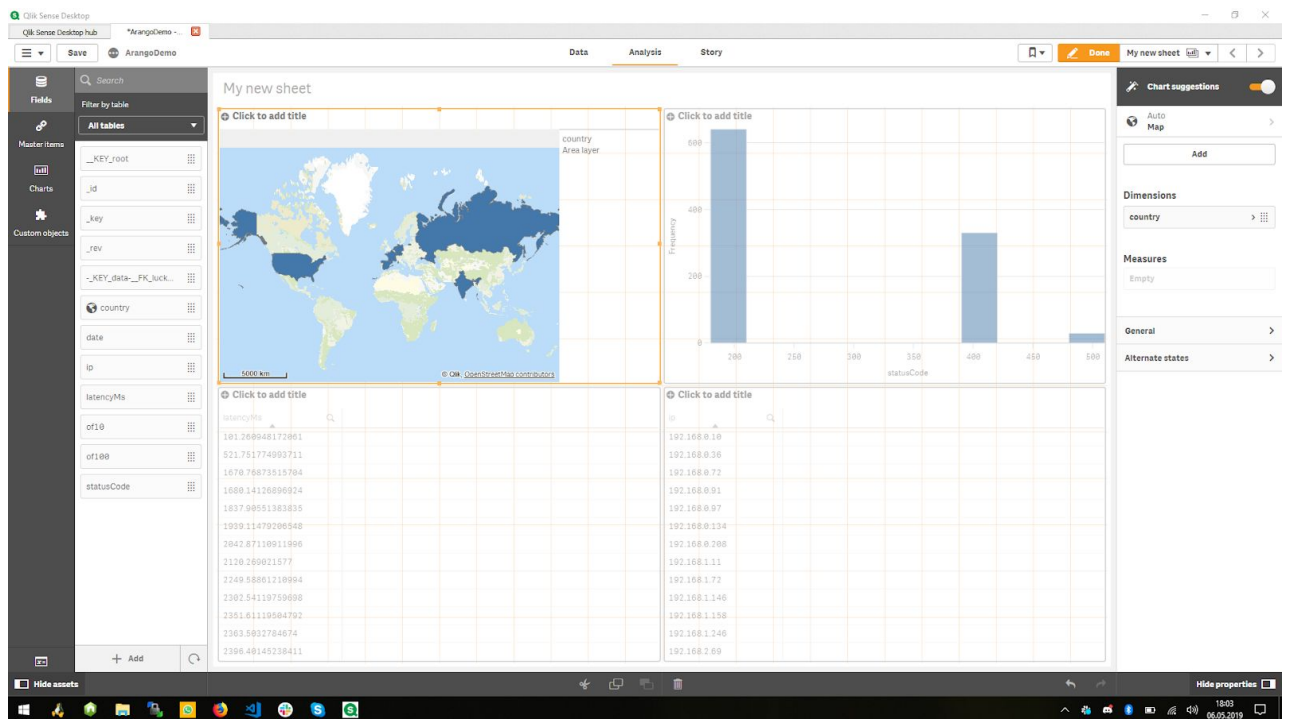 Qlik Sense Desktop
Qlik Sense Desktop hub
*ArangoDemo -...
Save
ArangoDemo
Data
Analysis
Story
Done
My new sheet
Fields
Master items
Charts
Custom objects
Search
Filter by table
All tables
__KEY_root
_id
_key
_rev
-_KEY_data-__FK_luck...
country
date
ip
latencyMs
of10
of100
statusCode
Add
My new sheet
Click to add title
country
Area layer
5000 km
© Qlik, OpenStreetMap contributors
Click to add title
Frequency
500
400
200
0
200
250
300
350
400
450
500
statusCode
Click to add title
latencyMs
101.260948172061
521.751774993711
1670.76873515704
1680.14126896924
1837.90551383835
1939.11479206548
2042.87110911996
2120.269021577
2249.58861210994
2302.54119759698
2351.61119504792
2363.5032784674
2396.40145238411
Click to add title
ip
192.168.0.10
192.168.0.38
192.168.0.72
192.168.0.91
192.168.0.97
192.168.0.134
192.168.0.208
192.168.1.11
192.168.1.72
192.168.1.146
192.168.1.158
192.168.1.246
192.168.2.69
Chart suggestions
Auto
Map
Add
Dimensions
country
Measures
Empty
General
Alternate states
Hide assets
Hide properties
18:03
06.05.2019